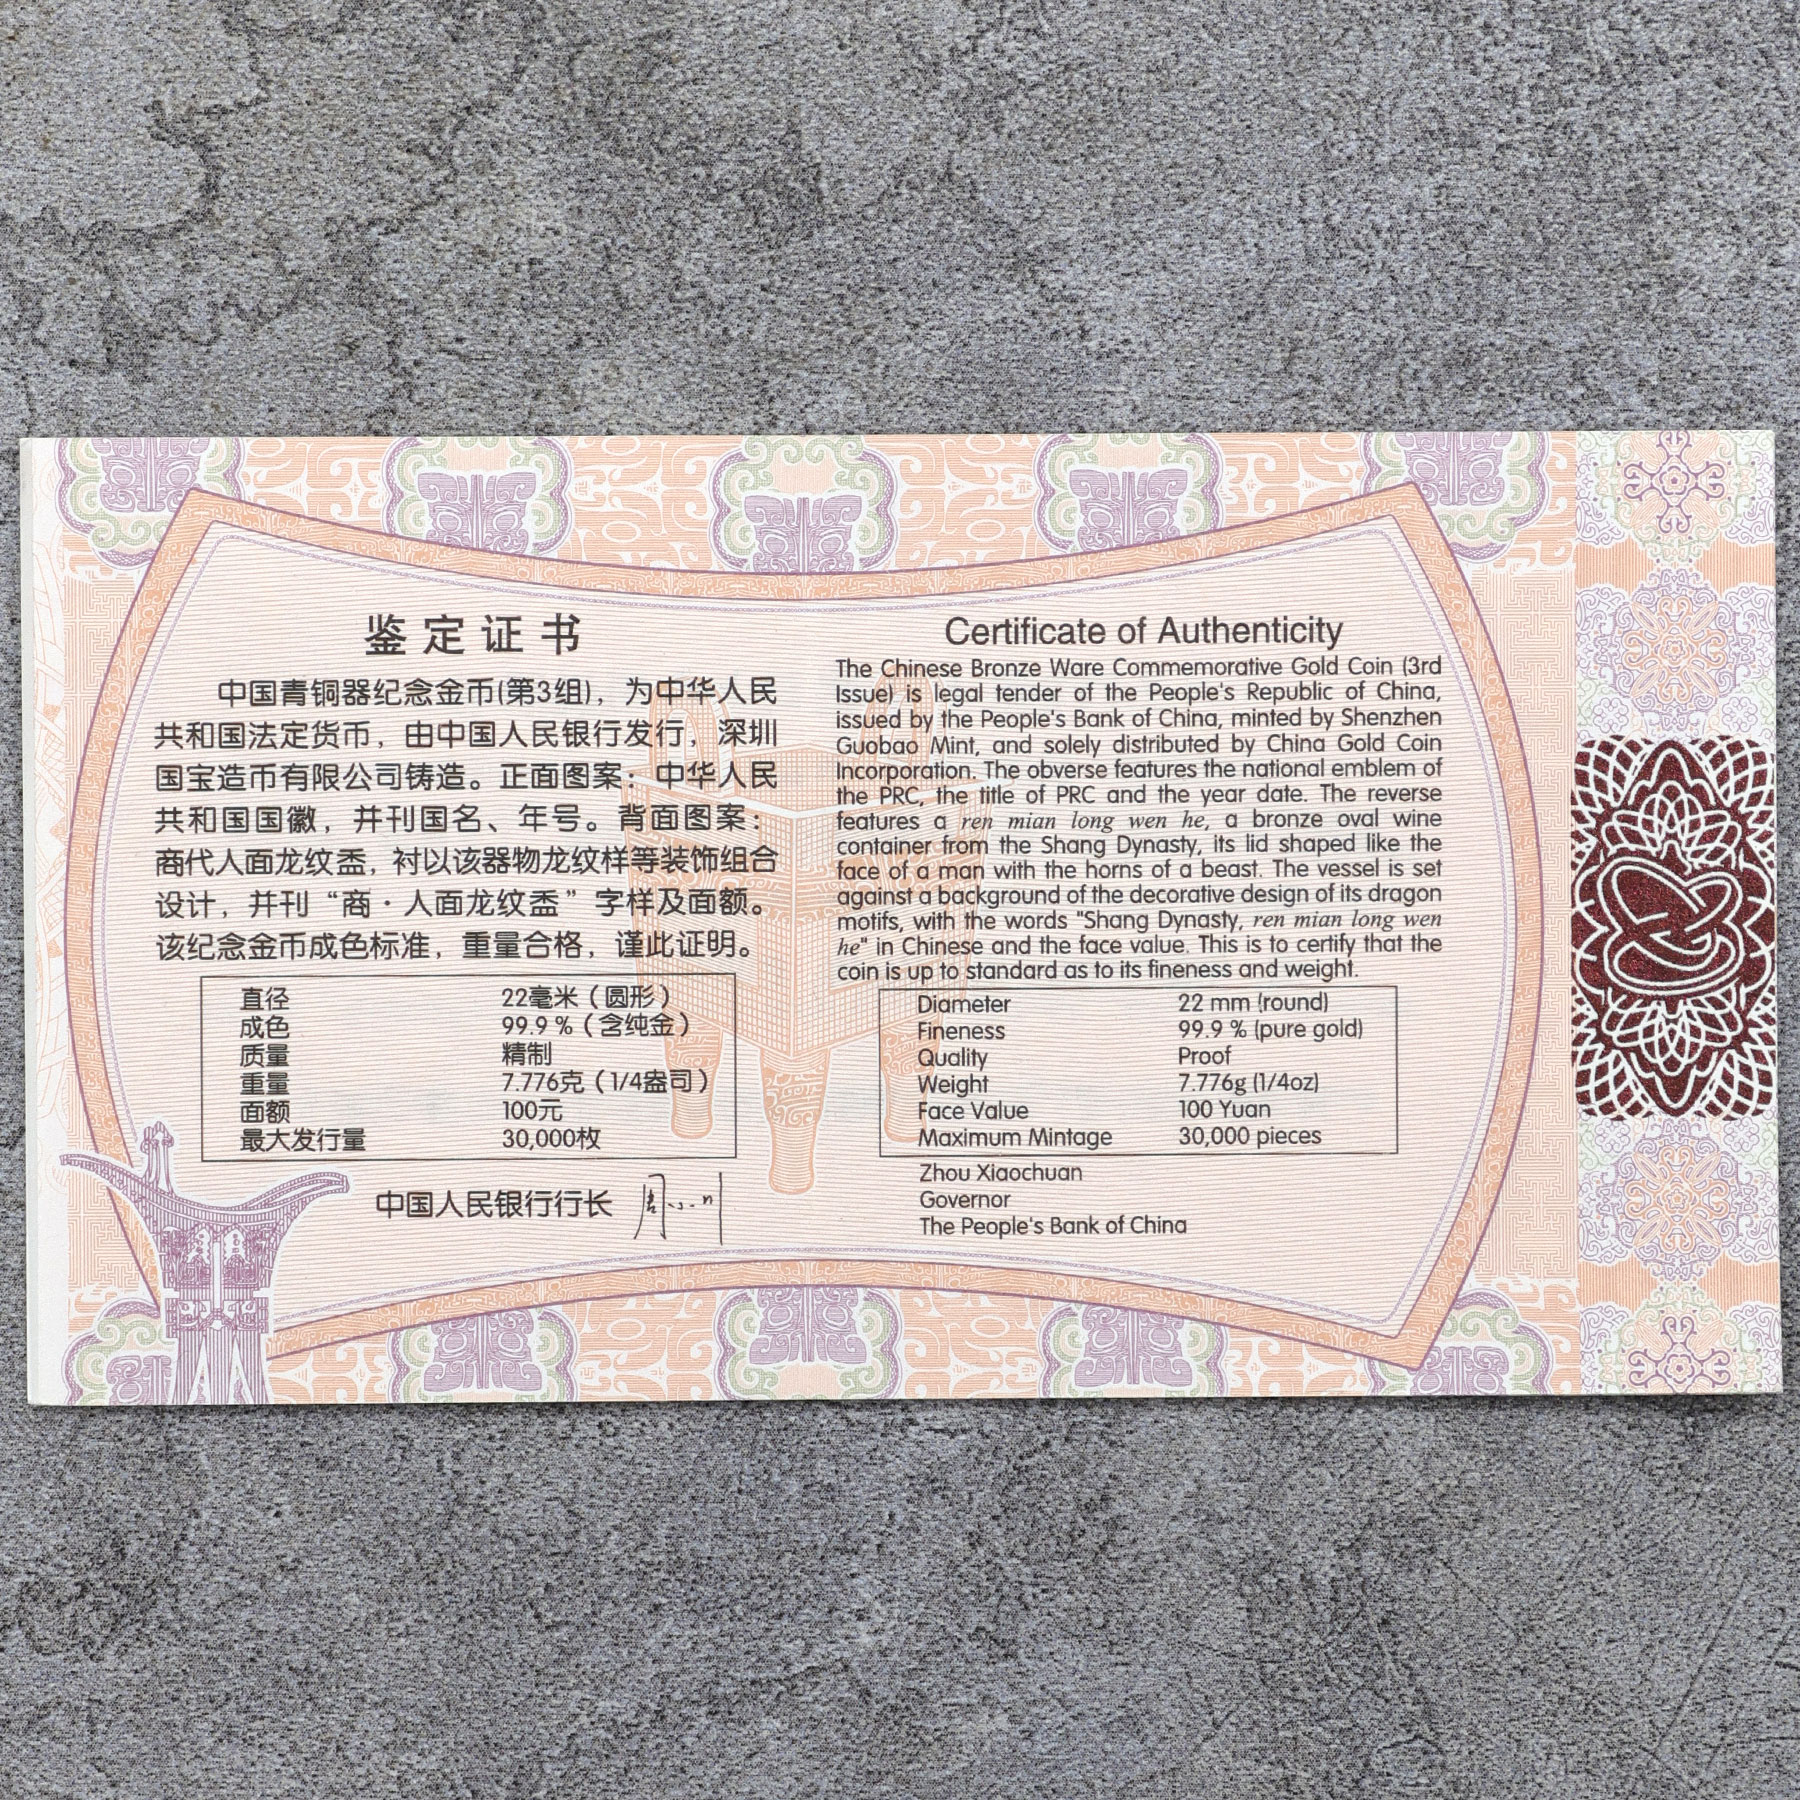 鉴定证书
中国青铜器纪念金币(第3组)，为中华人民
共和国法定货币，由中国人民银行发行，深圳
国宝造币有限公司铸造。正面图案：中华人民
共和国国徽，并刊国名、年号。背面图案：
商代人面龙纹盉，衬以该器物龙纹样等装饰组合
设计，并刊“商·人面龙纹盉”字样及面额。
该纪念金币成色标准，重量合格，谨此证明。
直径 22毫米（圆形）
成色 99.9 %（含纯金）
质量 精制
重量 7.776克（1/4盎司）
面额 100元
最大发行量 30,000枚
中国人民银行行长 周小川
Certificate of Authenticity
The Chinese Bronze Ware Commemorative Gold Coin (3rd
Issue) is legal tender of the People's Republic of China,
issued by the People's Bank of China, minted by Shenzhen
Guobao Mint, and solely distributed by China Gold Coin
Incorporation. The obverse features the national emblem of
the PRC, the title of PRC and the year date. The reverse
features a ren mian long wen he, a bronze oval wine
container from the Shang Dynasty, its lid shaped like the
face of a man with the horns of a beast. The vessel is set
against a background of the decorative design of its dragon
motifs, with the words "Shang Dynasty, ren mian long wen
he" in Chinese and the face value. This is to certify that the
coin is up to standard as to its fineness and weight.
Diameter 22 mm (round)
Fineness 99.9 % (pure gold)
Quality Proof
Weight 7.776g (1/4oz)
Face Value 100 Yuan
Maximum Mintage 30,000 pieces
Zhou Xiaochuan
Governor
The People's Bank of China